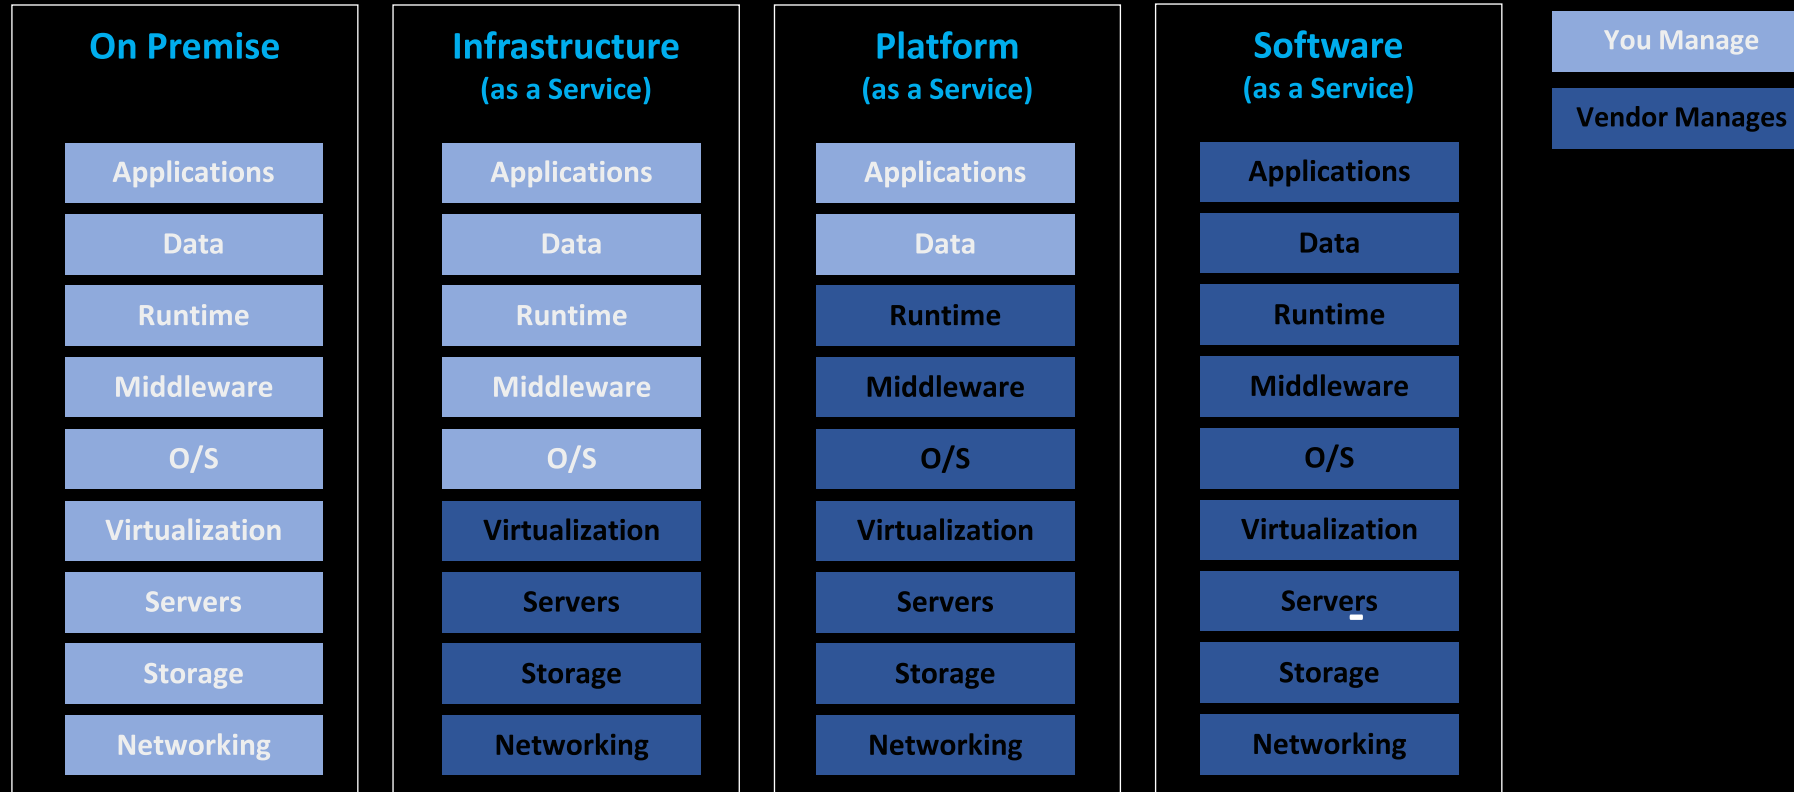 On Premise
Applications
Data
Runtime
Middleware
O/S
Virtualization
Servers
Storage
Networking
Infrastructure
(as a Service)
Applications
Data
Runtime
Middleware
O/S
Virtualization
Servers
Storage
Networking
Platform
(as a Service)
Applications
Data
Runtime
Middleware
O/S
Virtualization
Servers
Storage
Networking
Software
(as a Service)
Applications
Data
Runtime
Middleware
O/S
Virtualization
Servers
Storage
Networking
You Manage
Vendor Manages